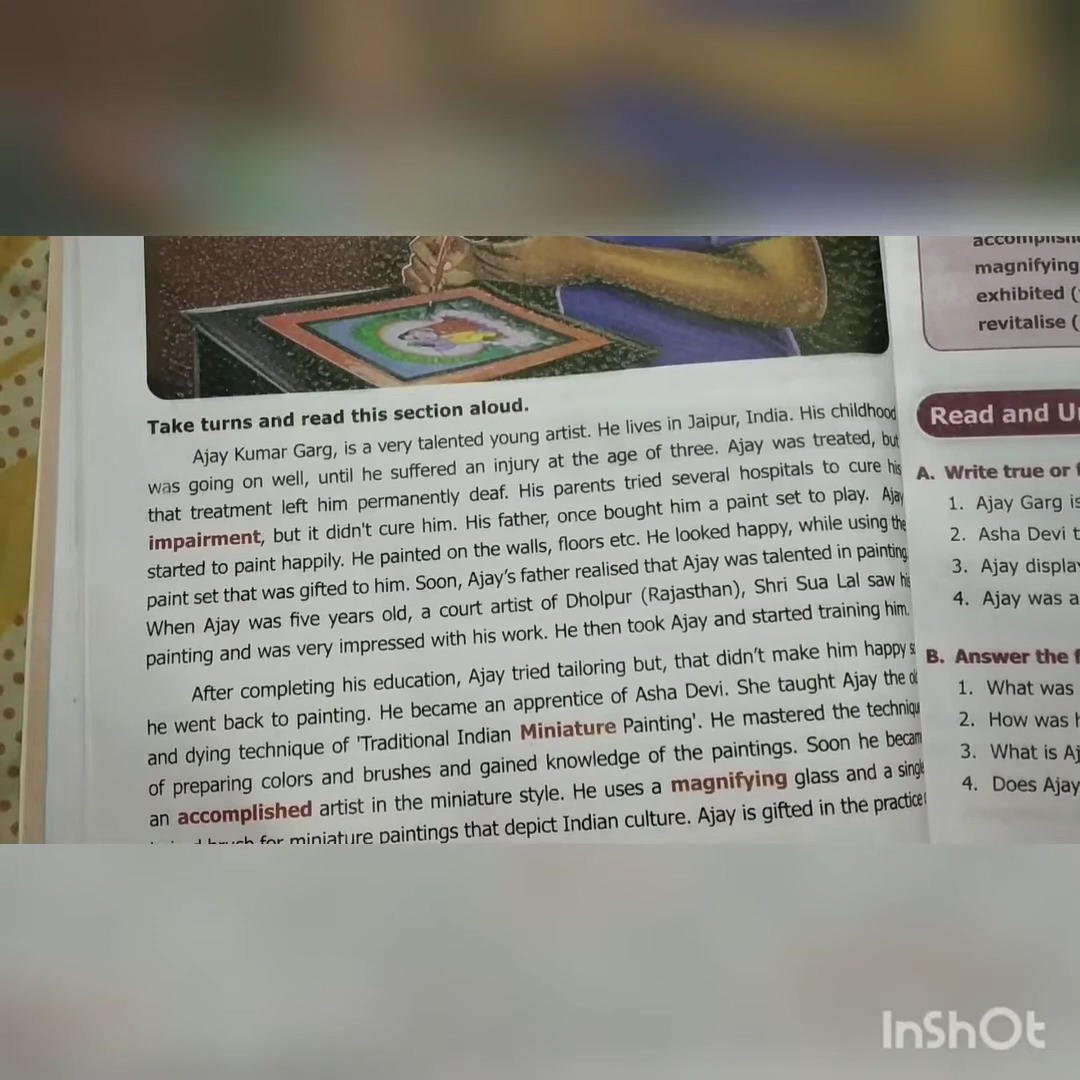 Take turns and read this section aloud.
Ajay Kumar Garg, is a very talented young artist. He lives in Jaipur, India. His childhood
was going on well, until he suffered an injury at the age of three. Ajay was treated, but
that treatment left him permanently deaf. His parents tried several hospitals to cure his
impairment, but it didn't cure him. His father, once bought him a paint set to play. Ajay
started to paint happily. He painted on the walls, floors etc. He looked happy, while using the
paint set that was gifted to him. Soon, Ajay's father realised that Ajay was talented in painting
When Ajay was five years old, a court artist of Dholpur (Rajasthan), Shri Sua Lal saw his
painting and was very impressed with his work. He then took Ajay and started training him.
After completing his education, Ajay tried tailoring but, that didn't make him happy
he went back to painting. He became an apprentice of Asha Devi. She taught Ajay the
and dying technique of 'Traditional Indian Miniature Painting'. He mastered the
of preparing colors and brushes and gained knowledge of the paintings. Soon he
an accomplished artist in the miniature style. He uses a magnifying glass and a
brush for miniature paintings that depict Indian culture. Ajay is gifted in the practice
magnifying
exhibited (
revitalise (
Read and
A. Write true or
1. Ajay Garg is
2. Asha Devi
3. Ajay
4. Ajay was a
B. Answer the
1. What was
2. How was
3. What is
4. Does Ajay
InShOt